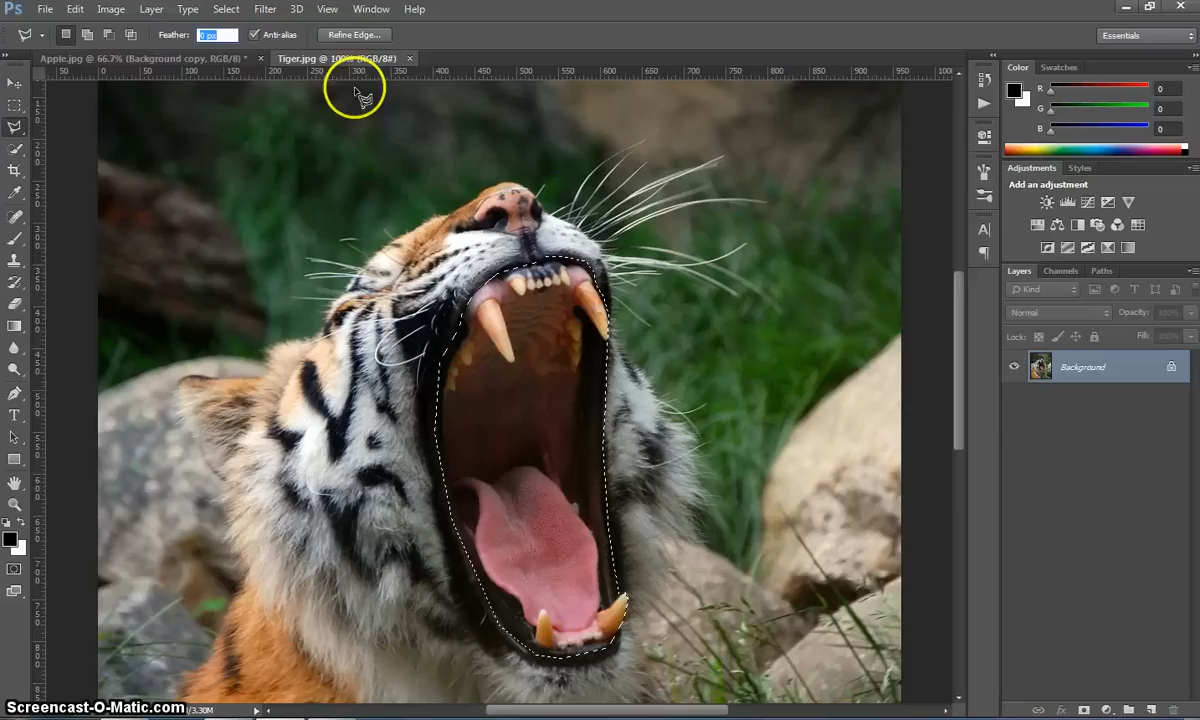 Ps File Edit Image Layer Type Select Filter 3D View Window Help
Feather: 0 px Anti-alias Refine Edge... Essentials
Apple.jpg @ 66.7% (Background copy, RGB/8) * × Tiger.jpg @ 100% (RGB/8#) ×
50 0 50 100 150 200 250 300 350 400 450 500 550 600 650 700 750 800 850 900 950 1000
Color Swatches
R 0
G 0
B 0
Adjustments Styles
Add an adjustment
Layers Channels Paths
Kind
Normal Opacity: 100%
Lock: Fill: 100%
Background
Screencast-O-Matic.com /3.30M